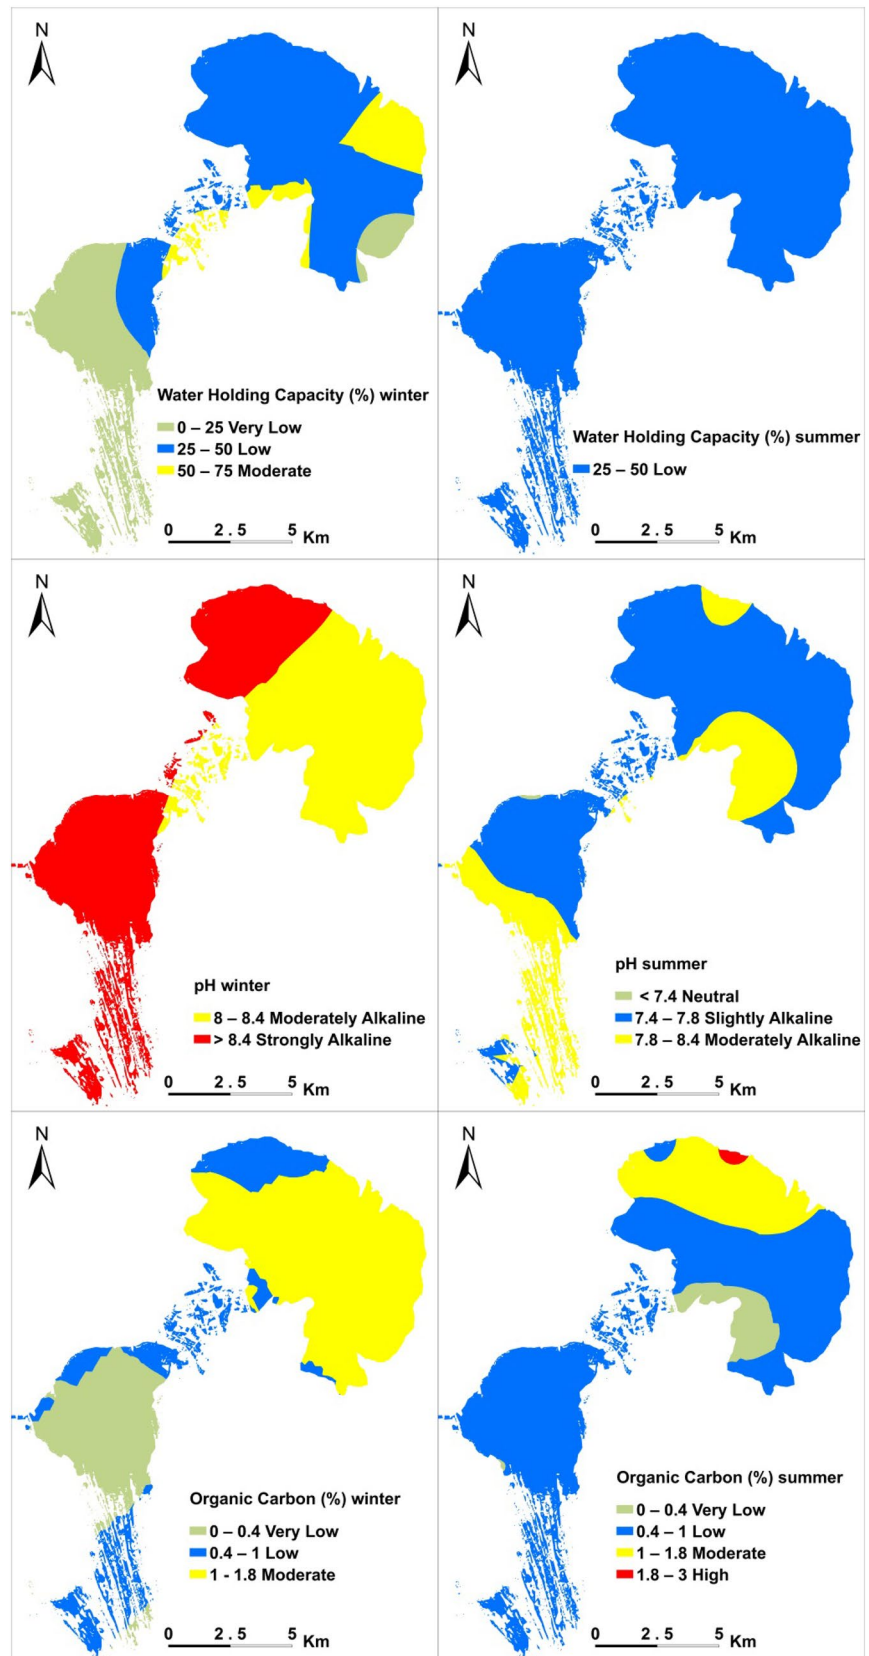 N
Water Holding Capacity (%) winter
0 – 25 Very Low
25 – 50 Low
50 – 75 Moderate
0 2.5 5 Km
N
Water Holding Capacity (%) summer
25 – 50 Low
0 2.5 5 Km
N
pH winter
8 – 8.4 Moderately Alkaline
> 8.4 Strongly Alkaline
0 2.5 5 Km
N
pH summer
< 7.4 Neutral
7.4 – 7.8 Slightly Alkaline
7.8 – 8.4 Moderately Alkaline
0 2.5 5 Km
N
Organic Carbon (%) winter
0 – 0.4 Very Low
0.4 – 1 Low
1 - 1.8 Moderate
0 2.5 5 Km
N
Organic Carbon (%) summer
0 – 0.4 Very Low
0.4 – 1 Low
1 – 1.8 Moderate
1.8 – 3 High
0 2.5 5 Km